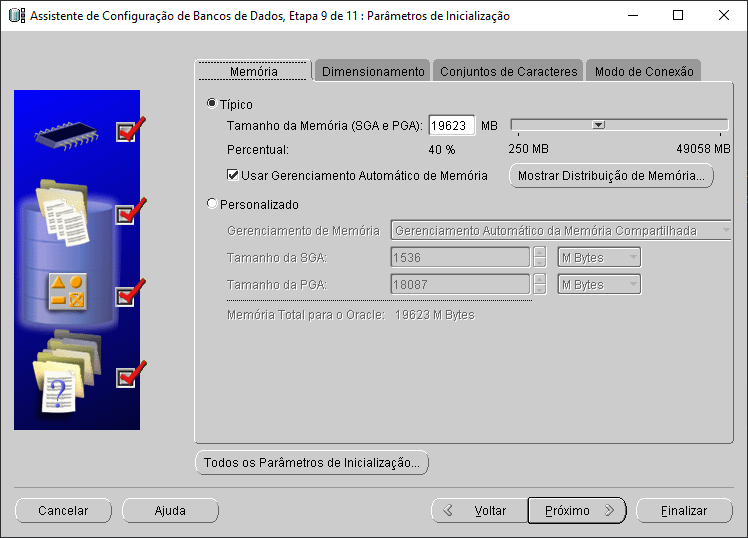 Assistente de Configuração de Bancos de Dados, Etapa 9 de 11 : Parâmetros de Inicialização
Memória Dimensionamento Conjuntos de Caracteres Modo de Conexão
Típico
Tamanho da Memória (SGA e PGA): 19623 MB
Percentual: 40 % 250 MB 49058 MB
Usar Gerenciamento Automático de Memória Mostrar Distribuição de Memória...
Personalizado
Gerenciamento de Memória Gerenciamento Automático da Memória Compartilhada
Tamanho da SGA: 1536 M Bytes
Tamanho da PGA: 18087 M Bytes
Memória Total para o Oracle: 19623 M Bytes
?
Todos os Parâmetros de Inicialização...
Cancelar Ajuda Voltar Próximo Finalizar